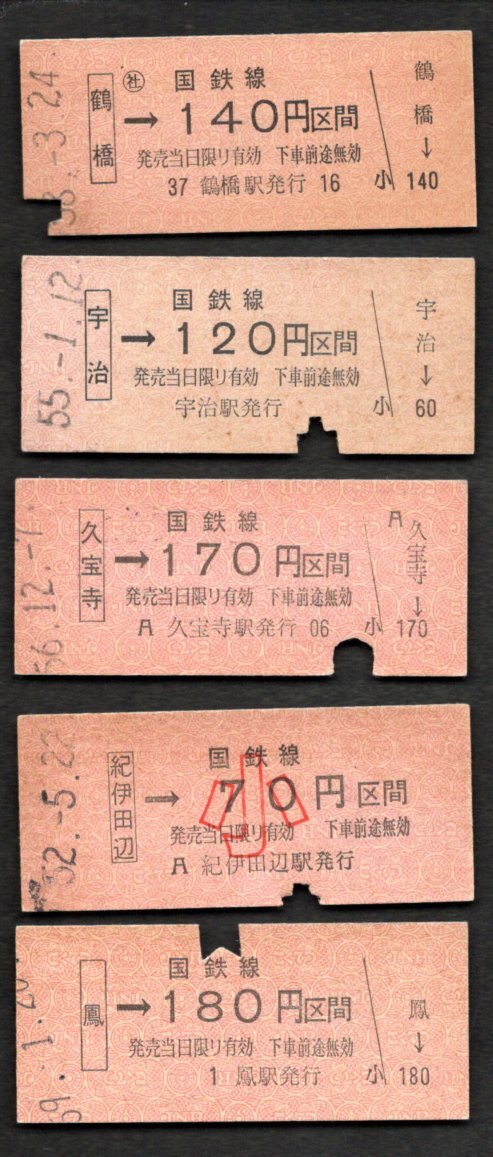 58.-3.24
鶴橋
㊓ 国鉄線
→140円区間
発売当日限り有効 下車前途無効
37 鶴橋駅発行 16
鶴橋→
小 140
55.-1.12.
宇治
国鉄線
→120円区間
発売当日限り有効 下車前途無効
宇治駅発行
宇治→
小 60
56.12.-7.
久宝寺
国鉄線
→170円区間
発売当日限り有効 下車前途無効
A 久宝寺駅発行 06
A 久宝寺→
小 170
52.-5.22
紀伊田辺
国鉄線
→70円区間
小
発売当日限り有効 下車前途無効
A 紀伊田辺駅発行
59.1.20
鳳
国鉄線
→180円区間
発売当日限り有効 下車前途無効
1 鳳駅発行
鳳→
小 180